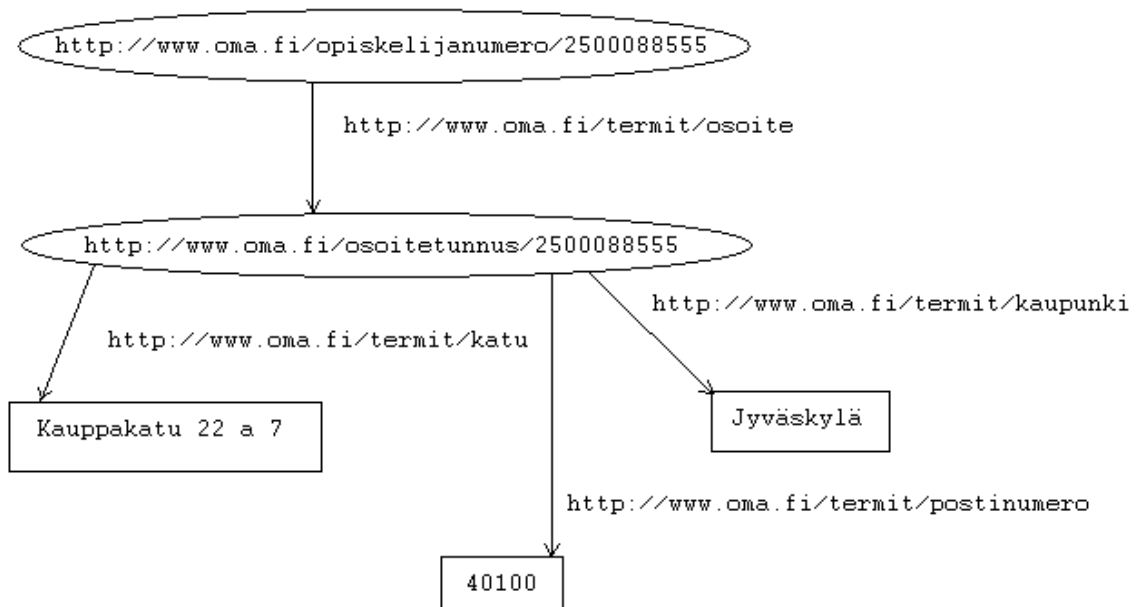 http://www.oma.fi/opiskelijanumero/2500088555
http://www.oma.fi/termit/osoite
http://www.oma.fi/osoitetunnus/2500088555
http://www.oma.fi/termit/kaupunki
http://www.oma.fi/termit/katu
Kauppakatu 22 a 7
Jyväskylä
http://www.oma.fi/termit/postinumero
40100